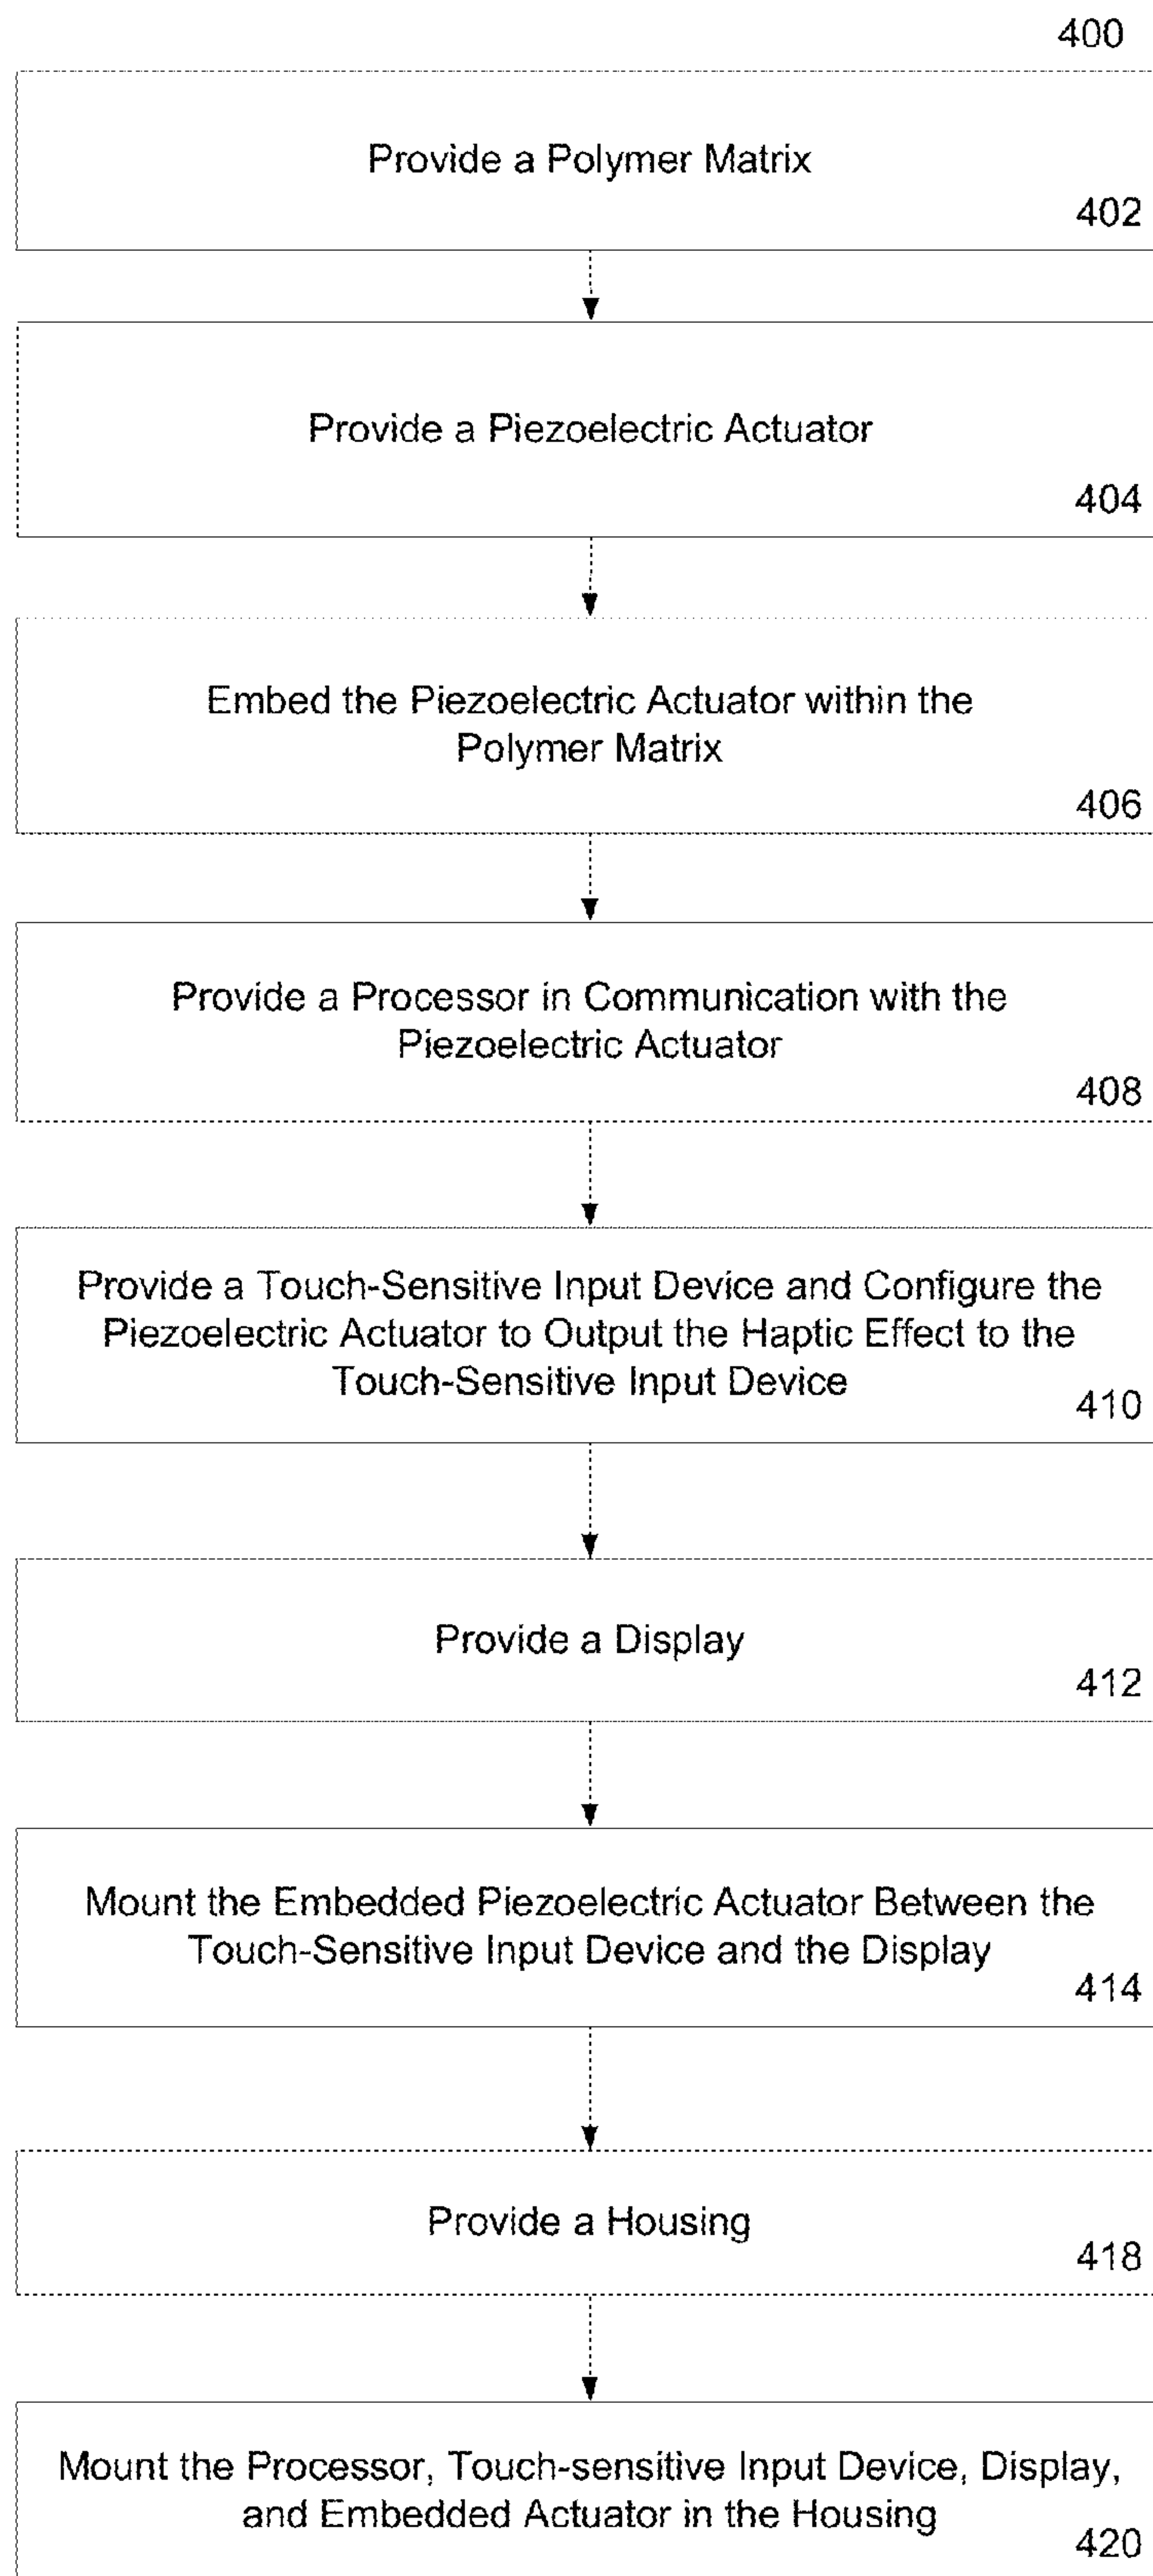 400
Provide a Polymer Matrix
402
Provide a Piezoelectric Actuator
404
Embed the Piezoelectric Actuator within the
Polymer Matrix
406
Provide a Processor in Communication with the
Piezoelectric Actuator
408
Provide a Touch-Sensitive Input Device and Configure the
Piezoelectric Actuator to Output the Haptic Effect to the
Touch-Sensitive Input Device
410
Provide a Display
412
Mount the Embedded Piezoelectric Actuator Between the
Touch-Sensitive Input Device and the Display
414
Provide a Housing
418
Mount the Processor, Touch-sensitive Input Device, Display,
and Embedded Actuator in the Housing
420